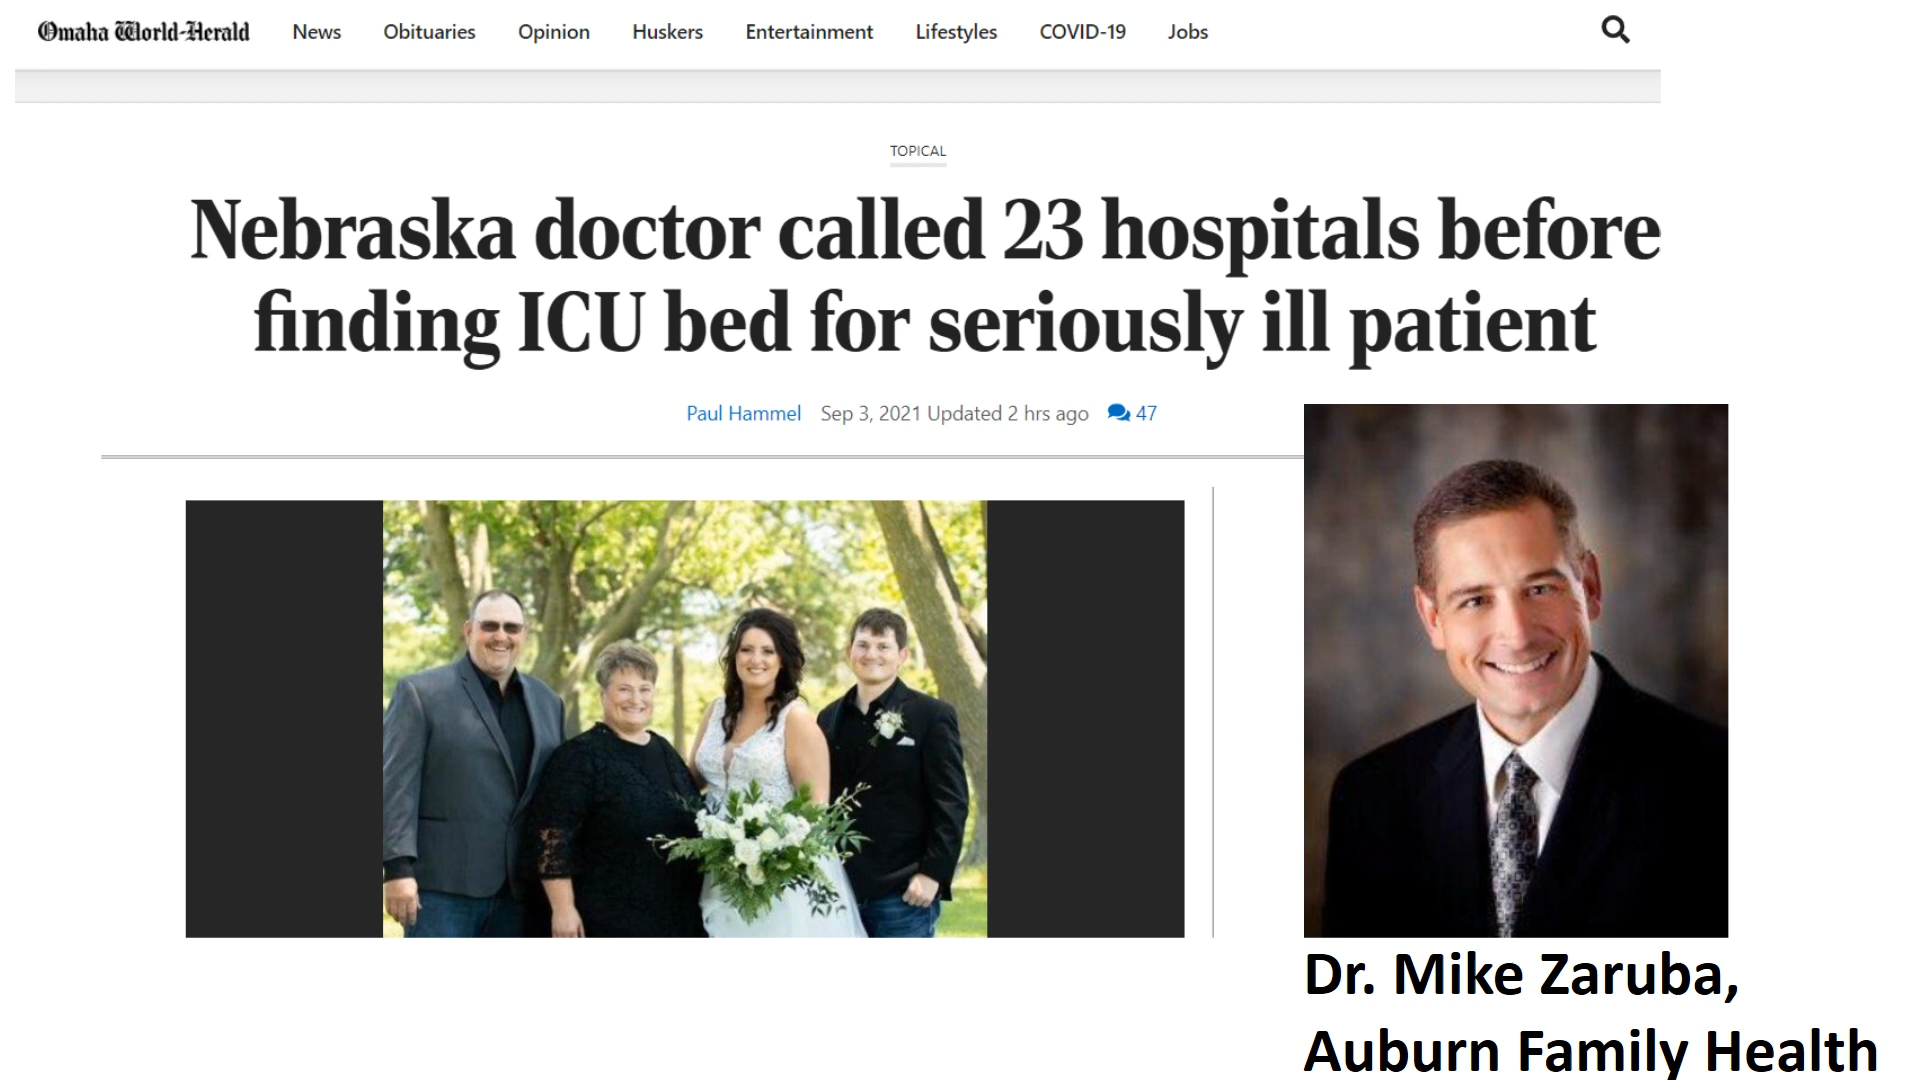 Omaha World-Herald News Obituaries Opinion Huskers Entertainment Lifestyles COVID-19 Jobs
TOPICAL
Nebraska doctor called 23 hospitals before
finding ICU bed for seriously ill patient
Paul Hammel Sep 3, 2021 Updated 2 hrs ago 47
Dr. Mike Zaruba,
Auburn Family Health